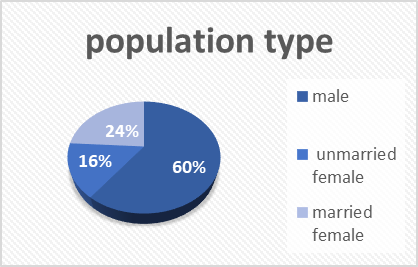 population type
24%
16%
60%
male
unmarried
female
married
female